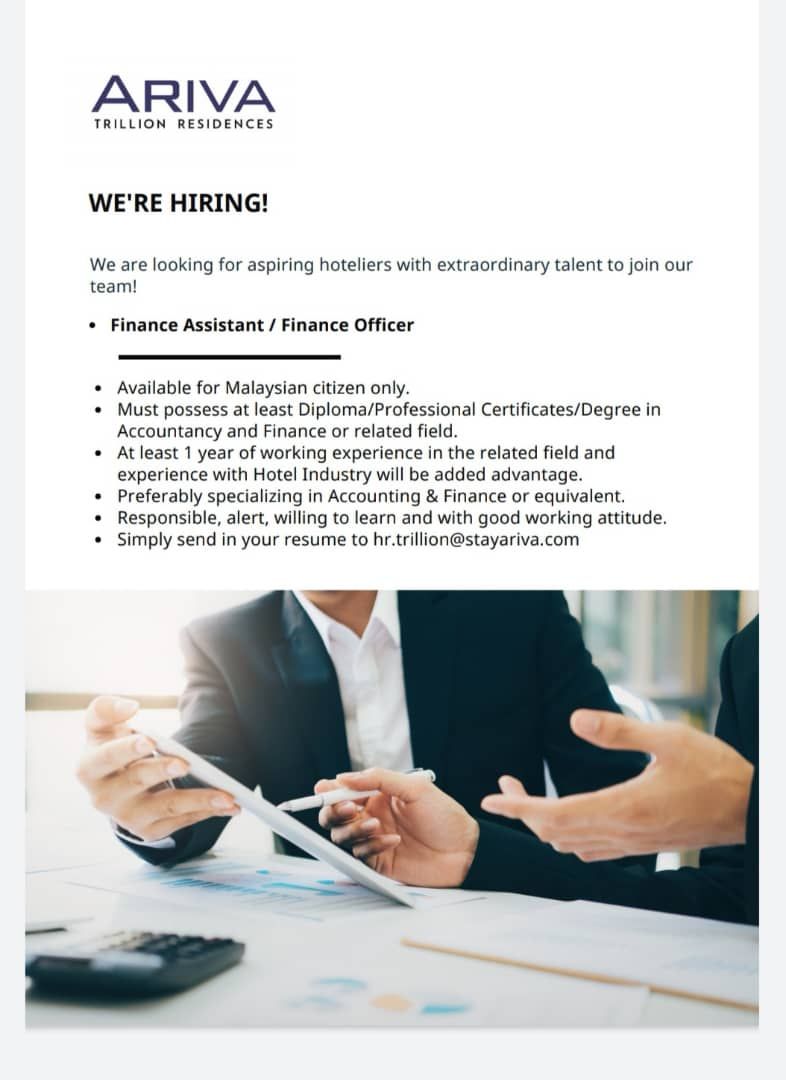 ARIVA
TRILLION RESIDENCES
WE'RE HIRING!
We are looking for aspiring hoteliers with extraordinary talent to join our
team!
• Finance Assistant / Finance Officer
• Available for Malaysian citizen only.
• Must possess at least Diploma/Professional Certificates/Degree in
Accountancy and Finance or related field.
• At least 1 year of working experience in the related field and
experience with Hotel Industry will be added advantage.
• Preferably specializing in Accounting & Finance or equivalent.
• Responsible, alert, willing to learn and with good working attitude.
• Simply send in your resume to hr.trillion@stayariva.com